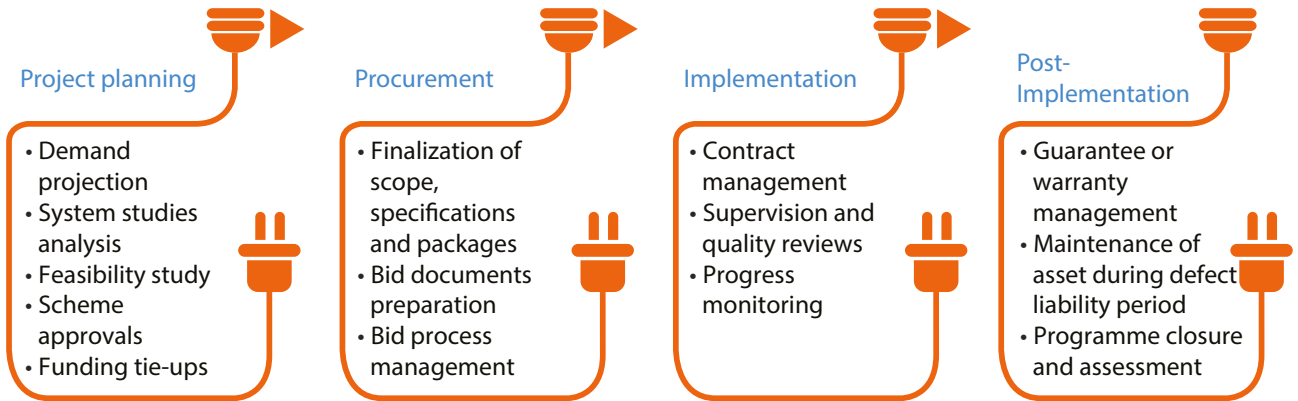 Project planning
• Demand
projection
• System studies
analysis
• Feasibility study
• Scheme
approvals
• Funding tie-ups
Procurement
• Finalization of
scope,
specifications
and packages
• Bid documents
preparation
• Bid process
management
Implementation
• Contract
management
• Supervision and
quality reviews
• Progress
monitoring
Post-
Implementation
• Guarantee or
warranty
management
• Maintenance of
asset during defect
liability period
• Programme closure
and assessment